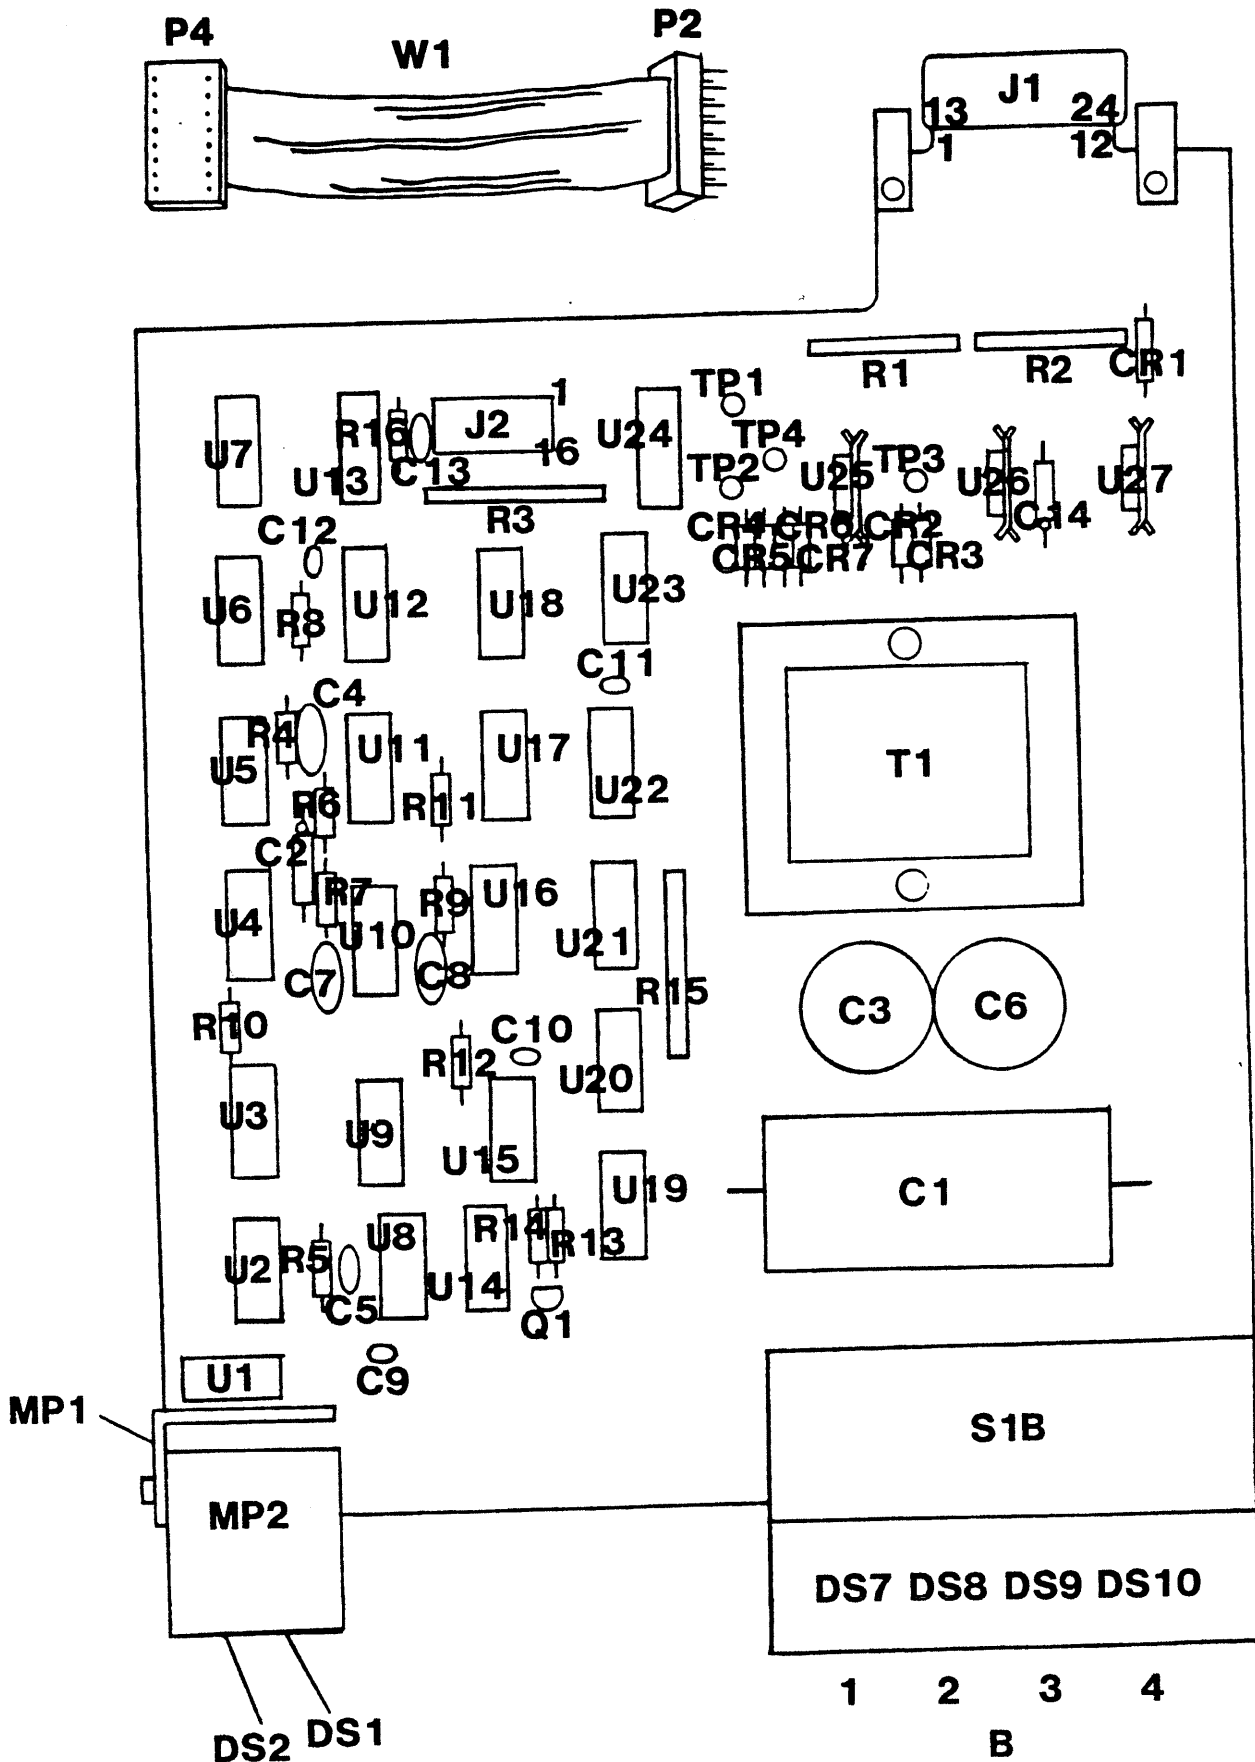 P4
W1
P2
J1
13
24
1
12
R1
R2
CR1
TP1
1
J2
16
R16
C13
U7
U13
U24
TP4
TP2
U25
TP3
U26
U27
R3
C14
CR4
CR6
CR2
CR5
CR7
CR3
C12
U6
R8
U12
U18
U23
C11
C4
R4
U5
U11
U17
U22
T1
R6
R11
C2
R7
U4
U10
R9
U16
U21
C7
C8
R15
C3
C6
R10
C10
R12
U20
U3
U9
U15
U19
C1
U2
R5
U8
R14
R13
U14
C5
Q1
U1
C9
MP1
S1B
MP2
DS7 DS8 DS9 DS10
1 2 3 4
B
DS2
DS1